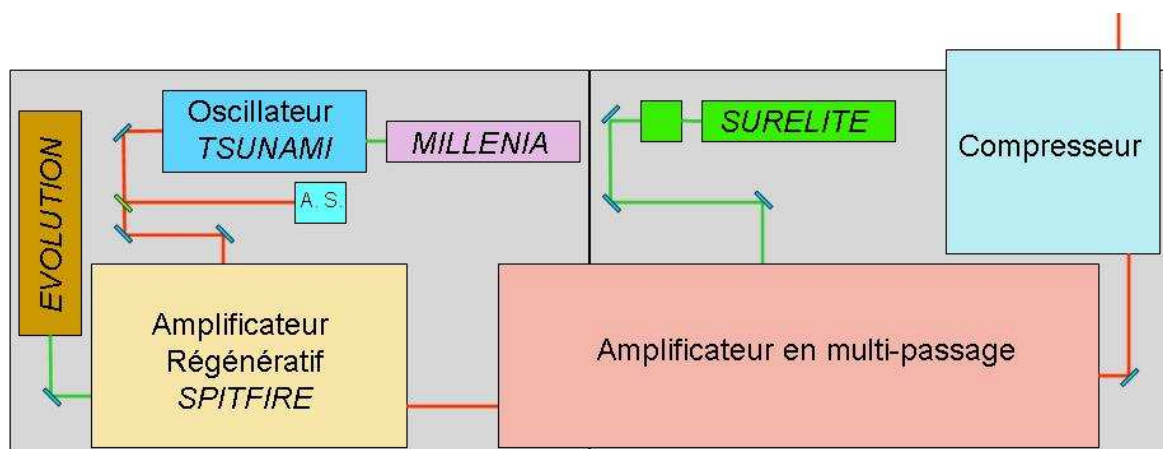 Oscillateur
TSUNAMI
MILLENIA
SURELITE
Compresseur
A. S.
EVOLUTION
Amplificateur
Régénératif
SPITFIRE
Amplificateur en multi-passage